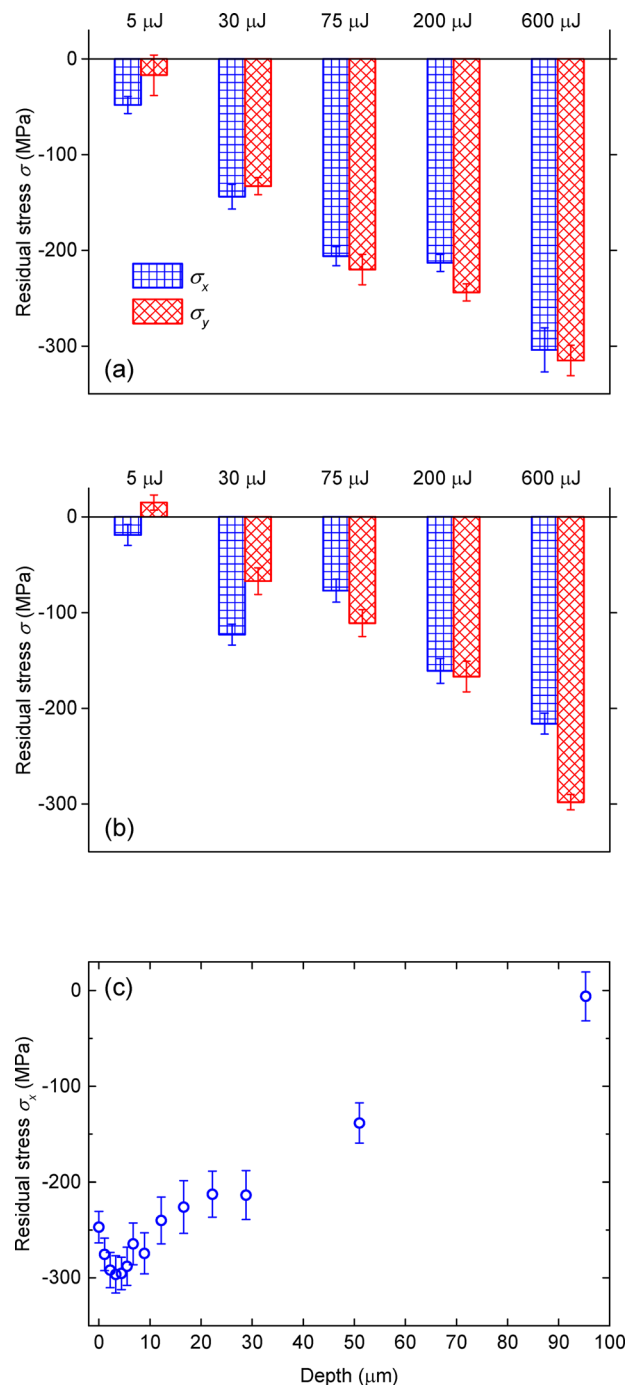 5 μJ 30 μJ 75 μJ 200 μJ 600 μJ
0
-100
-200
-300
Residual stress σ (MPa)
σx
σy
(a)
5 μJ 30 μJ 75 μJ 200 μJ 600 μJ
0
-100
-200
-300
Residual stress σ (MPa)
(b)
(c)
0
-100
-200
-300
Residual stress σx (MPa)
0 10 20 30 40 50 60 70 80 90 100
Depth (μm)